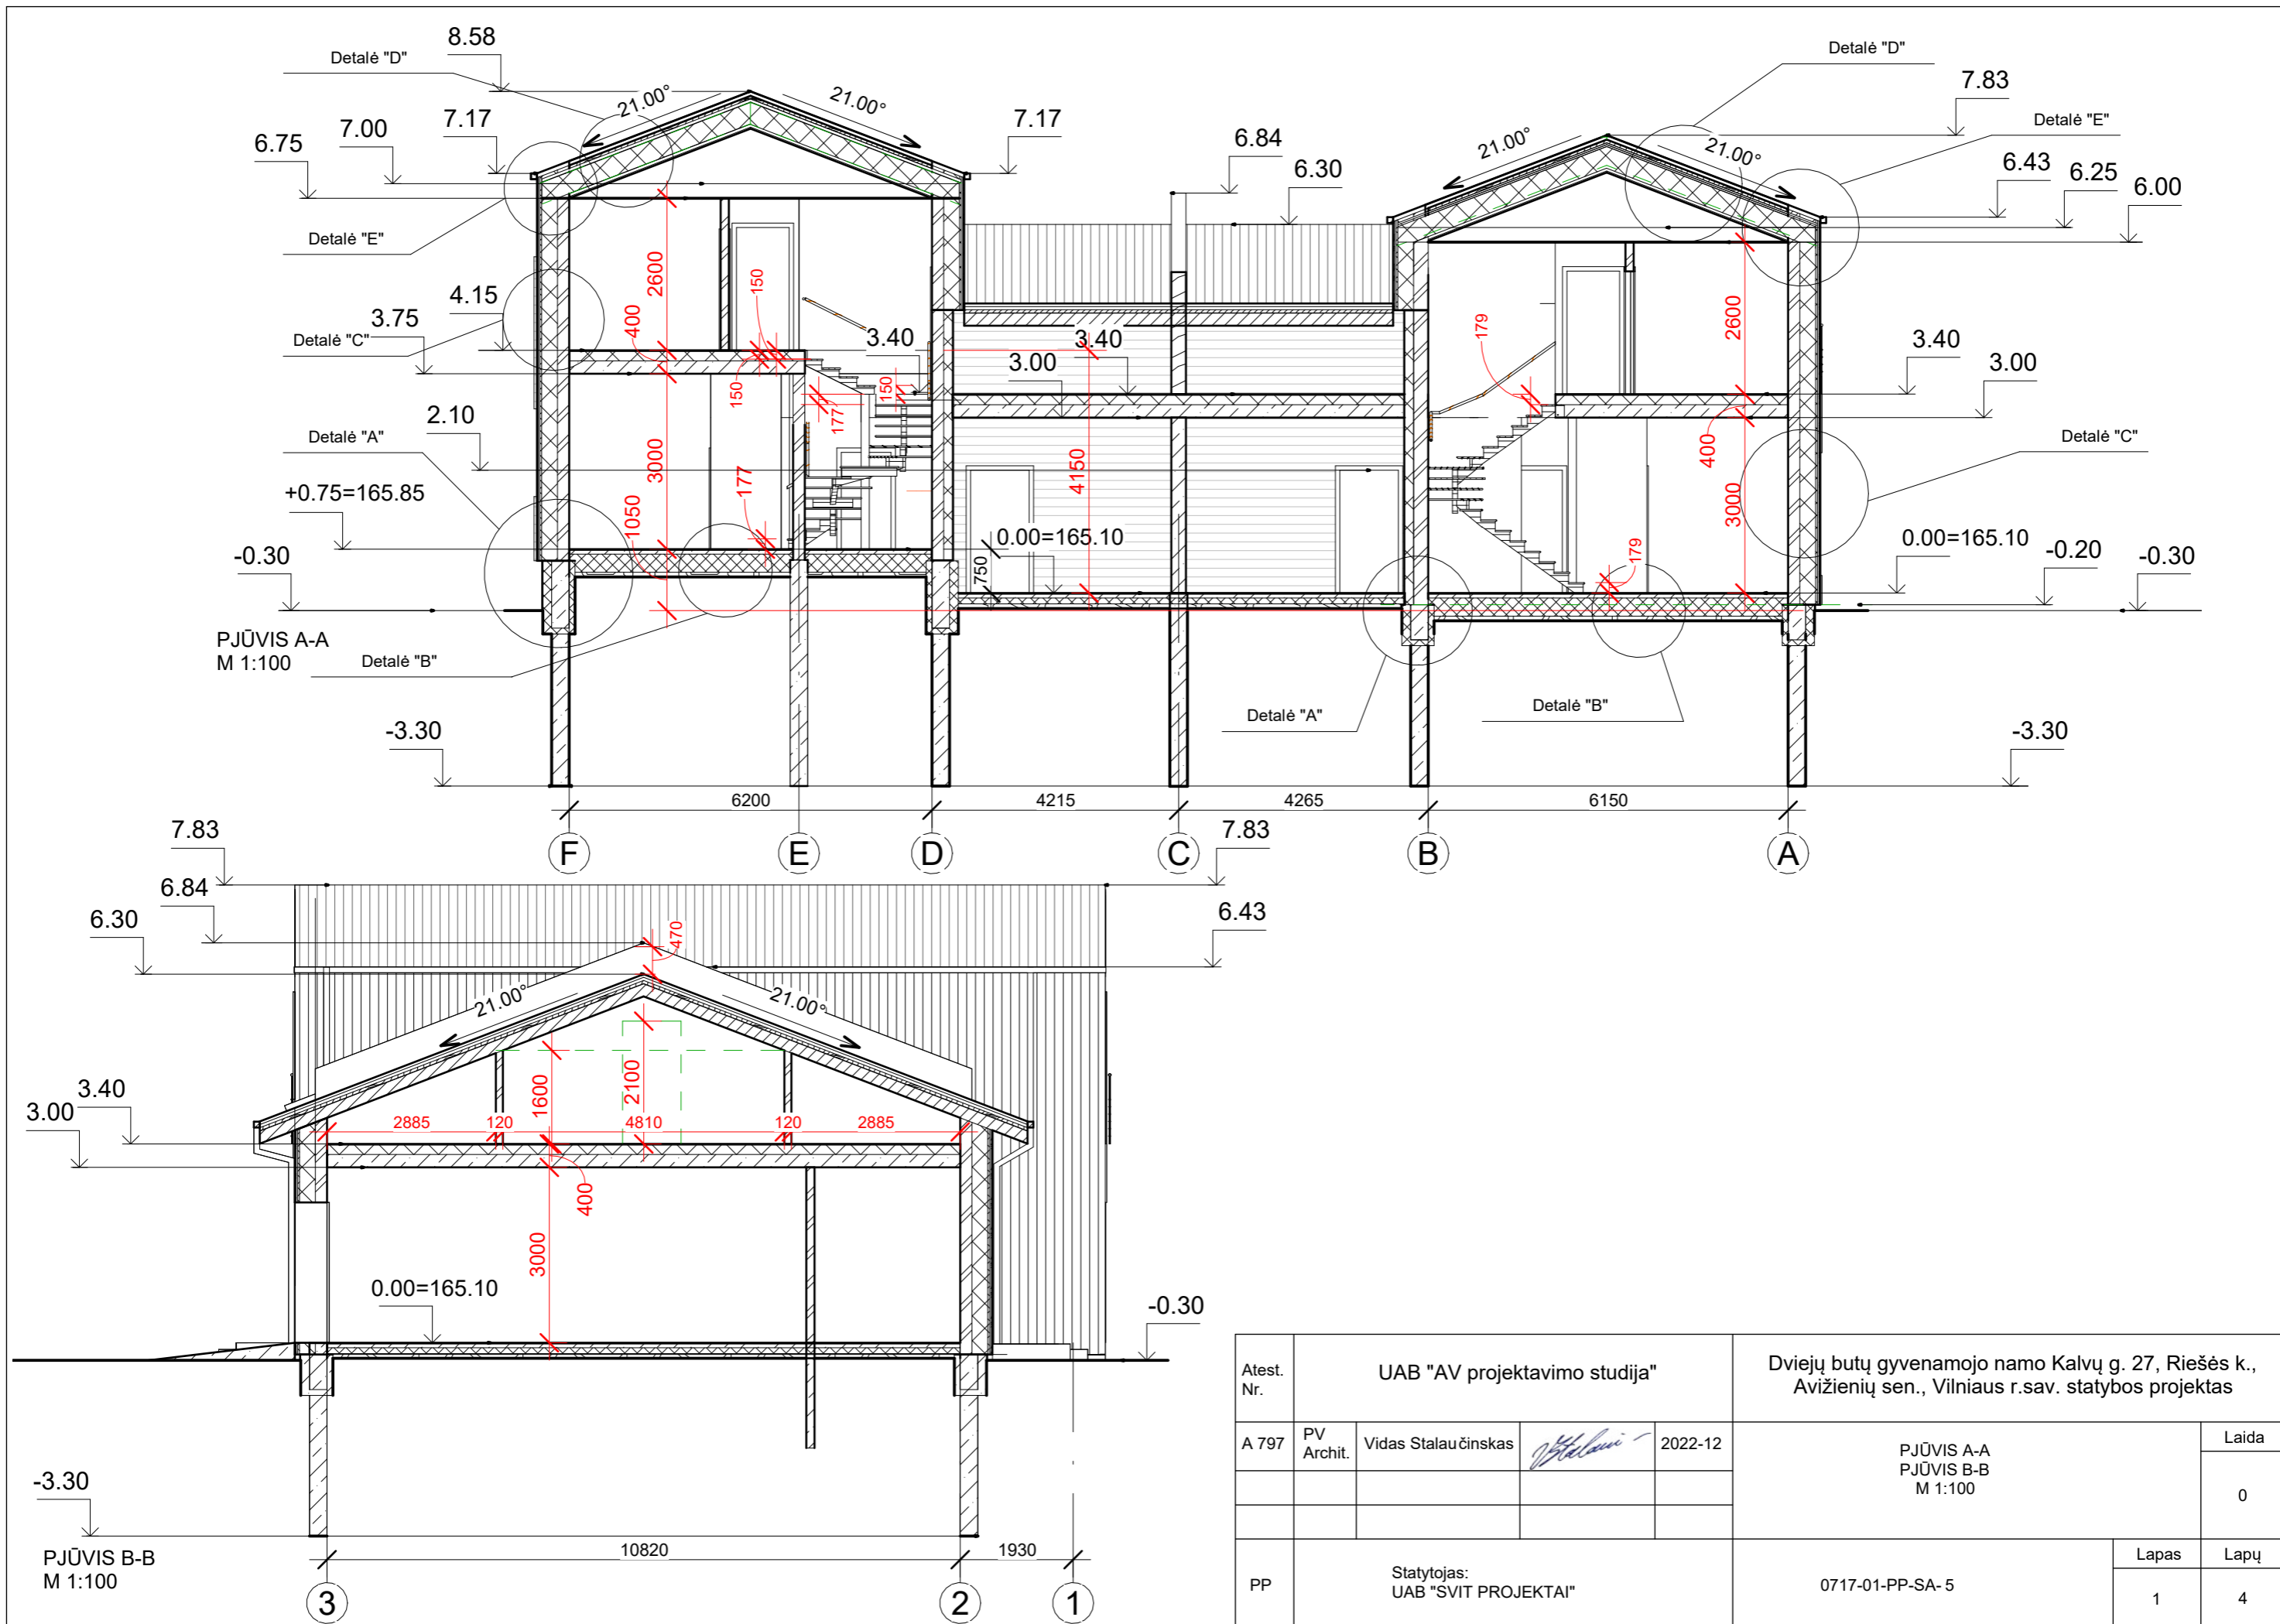 8.58
Detalė "D"
21.00°
21.00°
7.17
7.00
6.75
7.17
6.84
6.30
Detalė "D"
7.83
Detalė "E"
21.00°
21.00°
6.43
6.25
6.00
Detalė "E"
2600
150
4.15
3.75
400
Detalė "C"
3.40
3.40
3.00
179
2600
3.40
3.00
150
150
177
2.10
Detalė "A"
3000
177
4150
400
Detalė "C"
+0.75=165.85
1050
0.00=165.10
750
3000
0.00=165.10
179
-0.30
-0.20
-0.30
PJŪVIS A-A
M 1:100
Detalė "B"
Detalė "A"
Detalė "B"
-3.30
-3.30
6200
4215
4265
6150
F
E
D
C
B
A
7.83
7.83
6.84
6.43
6.30
470
21.00°
21.00°
3.40
3.00
1600
2100
2885
120
4810
120
2885
400
3000
0.00=165.10
-0.30
-3.30
PJŪVIS B-B
M 1:100
10820
1930
3
2
1
Atest.
Nr.
UAB "AV projektavimo studija"
Dviejų butų gyvenamojo namo Kalvų g. 27, Riešės k.,
Avižienių sen., Vilniaus r.sav. statybos projektas
A 797
PV
Archit.
Vidas Stalaučinskas
2022-12
PJŪVIS A-A
PJŪVIS B-B
M 1:100
Laida
0
PP
Statytojas:
UAB "SVIT PROJEKTAI"
0717-01-PP-SA- 5
Lapas
Lapų
1
4